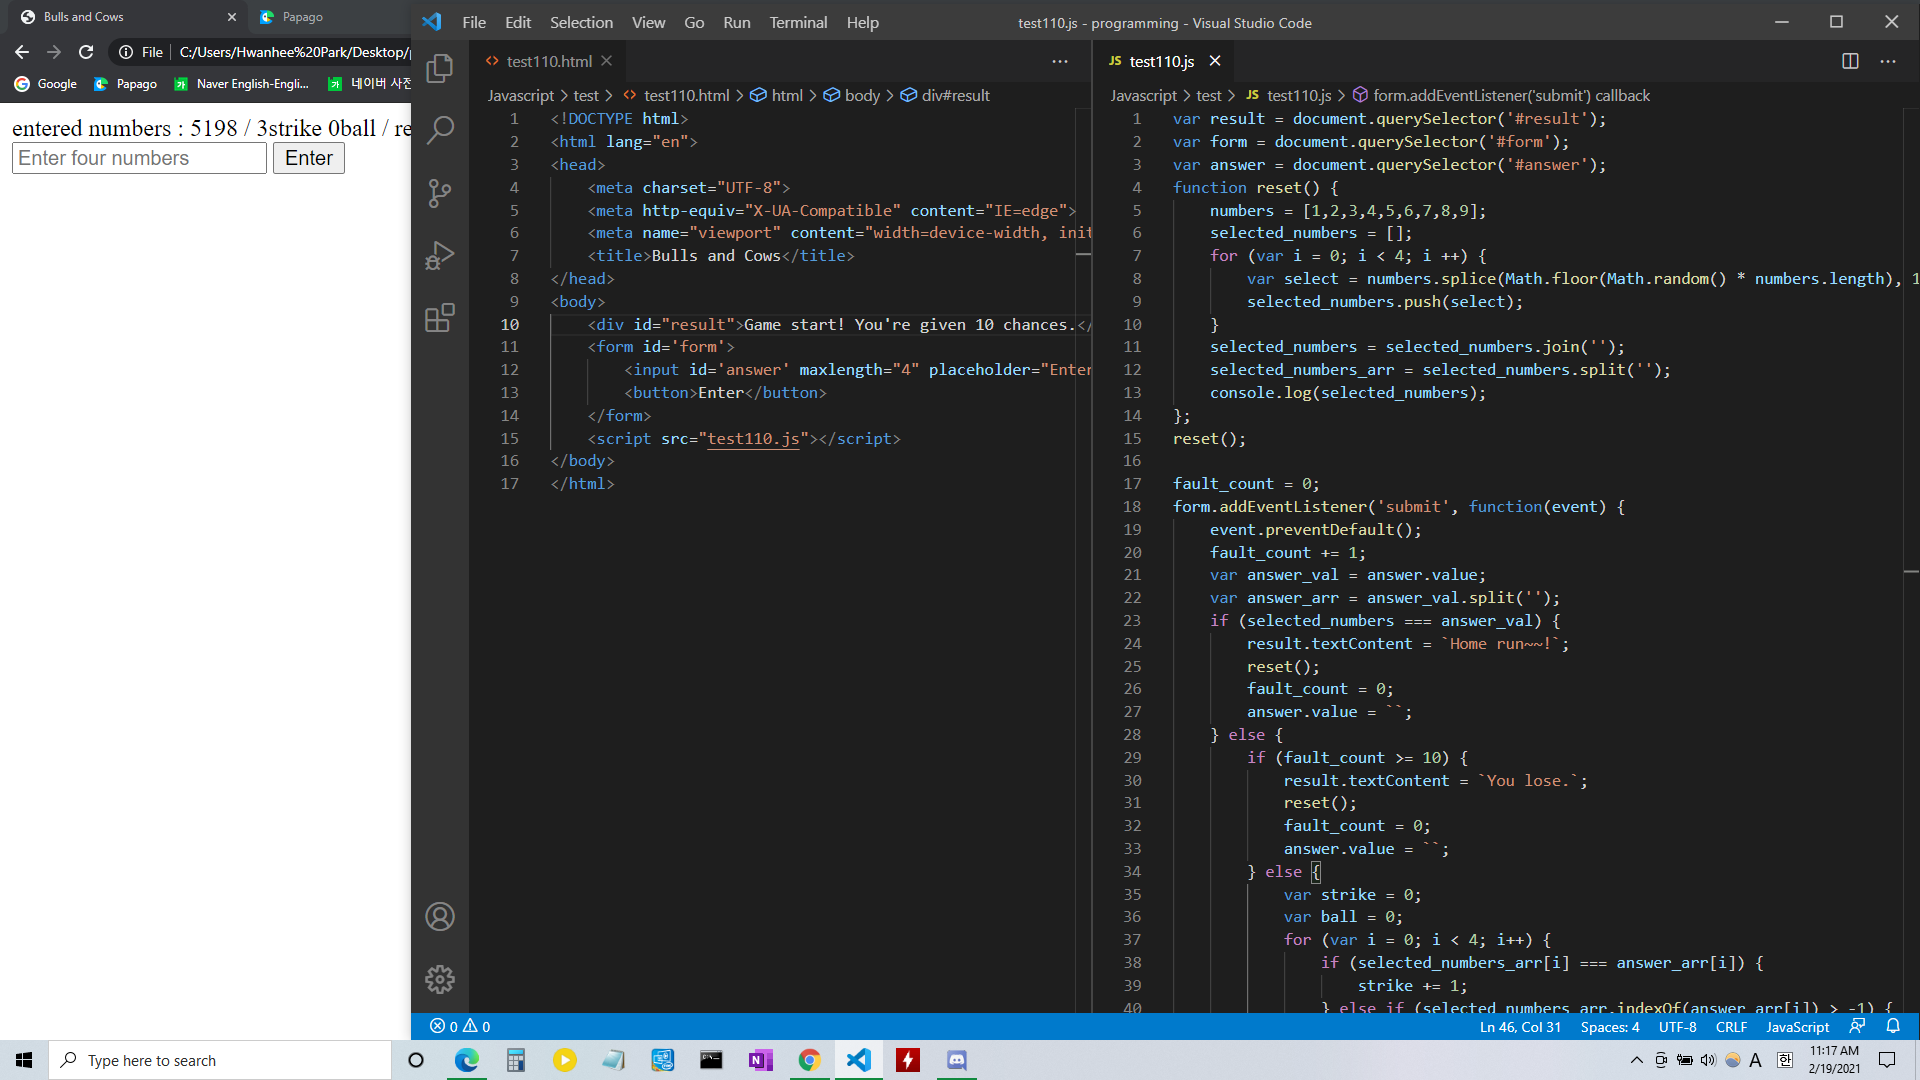 Bulls and Cows
Papago
File
C:/Users/Hwanhee%20Park/Desktop/p
Google
Papago
Naver English-Engli...
네이버 사전
entered numbers : 5198 / 3strike 0ball / re
Enter four numbers
Enter
File Edit Selection View Go Run Terminal Help
test110.js - programming - Visual Studio Code
test110.html
Javascript > test > test110.html > html > body > div#result
1 <!DOCTYPE html>
2 <html lang="en">
3 <head>
4 <meta charset="UTF-8">
5 <meta http-equiv="X-UA-Compatible" content="IE=edge">
6 <meta name="viewport" content="width=device-width, init
7 <title>Bulls and Cows</title>
8 </head>
9 <body>
10 <div id="result">Game start! You're given 10 chances.</
11 <form id='form'>
12 <input id='answer' maxlength="4" placeholder="Enter
13 <button>Enter</button>
14 </form>
15 <script src="test110.js"></script>
16 </body>
17 </html>
JS test110.js
Javascript > test > JS test110.js > form.addEventListener('submit') callback
1 var result = document.querySelector('#result');
2 var form = document.querySelector('#form');
3 var answer = document.querySelector('#answer');
4 function reset() {
5 numbers = [1,2,3,4,5,6,7,8,9];
6 selected_numbers = [];
7 for (var i = 0; i < 4; i ++) {
8 var select = numbers.splice(Math.floor(Math.random() * numbers.length), 1
9 selected_numbers.push(select);
10 }
11 selected_numbers = selected_numbers.join('');
12 selected_numbers_arr = selected_numbers.split('');
13 console.log(selected_numbers);
14 };
15 reset();
16
17 fault_count = 0;
18 form.addEventListener('submit', function(event) {
19 event.preventDefault();
20 fault_count += 1;
21 var answer_val = answer.value;
22 var answer_arr = answer_val.split('');
23 if (selected_numbers === answer_val) {
24 result.textContent = `Home run~~!`;
25 reset();
26 fault_count = 0;
27 answer.value = ``;
28 } else {
29 if (fault_count >= 10) {
30 result.textContent = `You lose.`;
31 reset();
32 fault_count = 0;
33 answer.value = ``;
34 } else {
35 var strike = 0;
36 var ball = 0;
37 for (var i = 0; i < 4; i++) {
38 if (selected_numbers_arr[i] === answer_arr[i]) {
39 strike += 1;
40 } else if (selected_numbers_arr.indexOf(answer_arr[i]) > -1) {
0 0
Ln 46, Col 31
Spaces: 4
UTF-8
CRLF
JavaScript
Type here to search
A
한
11:17 AM
2/19/2021